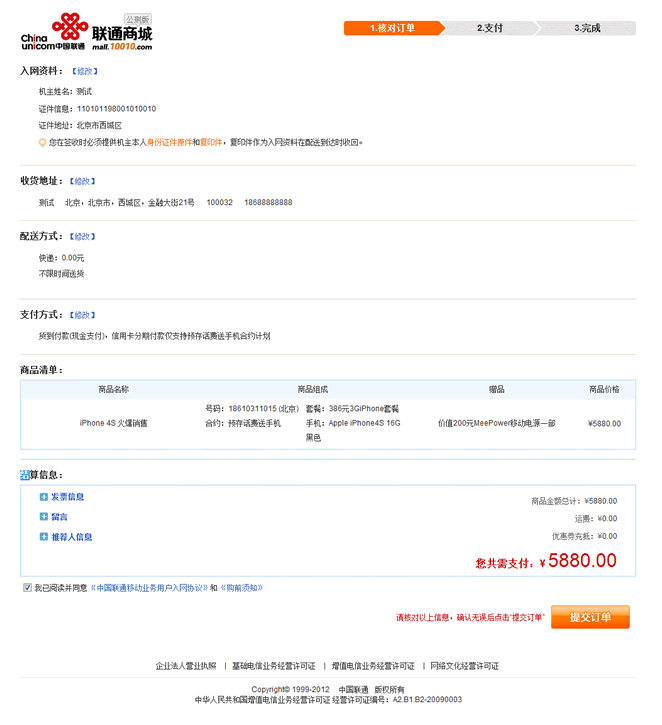 China unicom中国联通
公测版
联通商城
mall.10010.com
1.核对订单 2.支付 3.完成
入网资料：【修改】
机主姓名：测试
证件信息：110101198001010010
证件地址：北京市西城区
您在签收时必须提供机主本人身份证件原件和复印件，复印件作为入网资料在配送到达时收回。
收货地址：【修改】
测试 北京，北京市，西城区，金融大街21号 100032 18688888888
配送方式：【修改】
快递：0.00元
不限时间送货
支付方式：【修改】
货到付款(现金支付)，信用卡分期付款仅支持预存话费送手机合约计划
商品清单：
商品名称 商品组成 赠品 商品价格
iPhone 4S 火爆销售 号码：18610311015 (北京) 套餐：386元3GiPhone套餐
合约：预存话费送手机 手机：Apple iPhone4S 16G 黑色
价值200元MeePower移动电源一部 ¥5880.00
结算信息：
发票信息
留言
推荐人信息
商品金额总计：¥5880.00
运费：¥0.00
优惠券充抵：¥0.00
您共需支付：¥ 5880.00
我已阅读并同意《中国联通移动业务用户入网协议》和《购前须知》
请核对以上信息，确认无误后点击“提交订单” 提交订单
企业法人营业执照 | 基础电信业务经营许可证 | 增值电信业务经营许可证 | 网络文化经营许可证
Copyright© 1999-2012 中国联通 版权所有
中华人民共和国增值电信业务经营许可证 经营许可证编号：A2.B1.B2-20090003